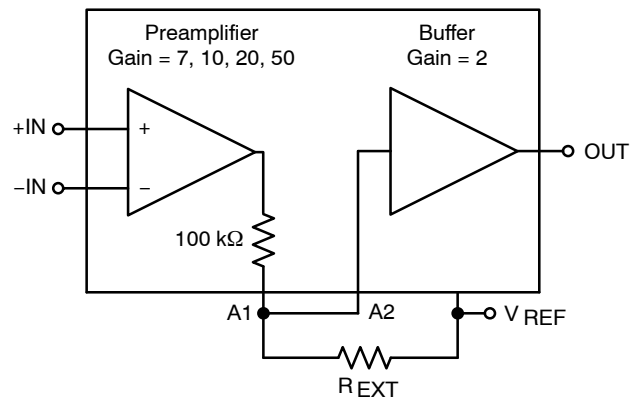 Preamplifier
Gain = 7, 10, 20, 50
Buffer
Gain = 2
+IN
+
−IN
−
OUT
100 kΩ
A1
A2
V REF
R EXT